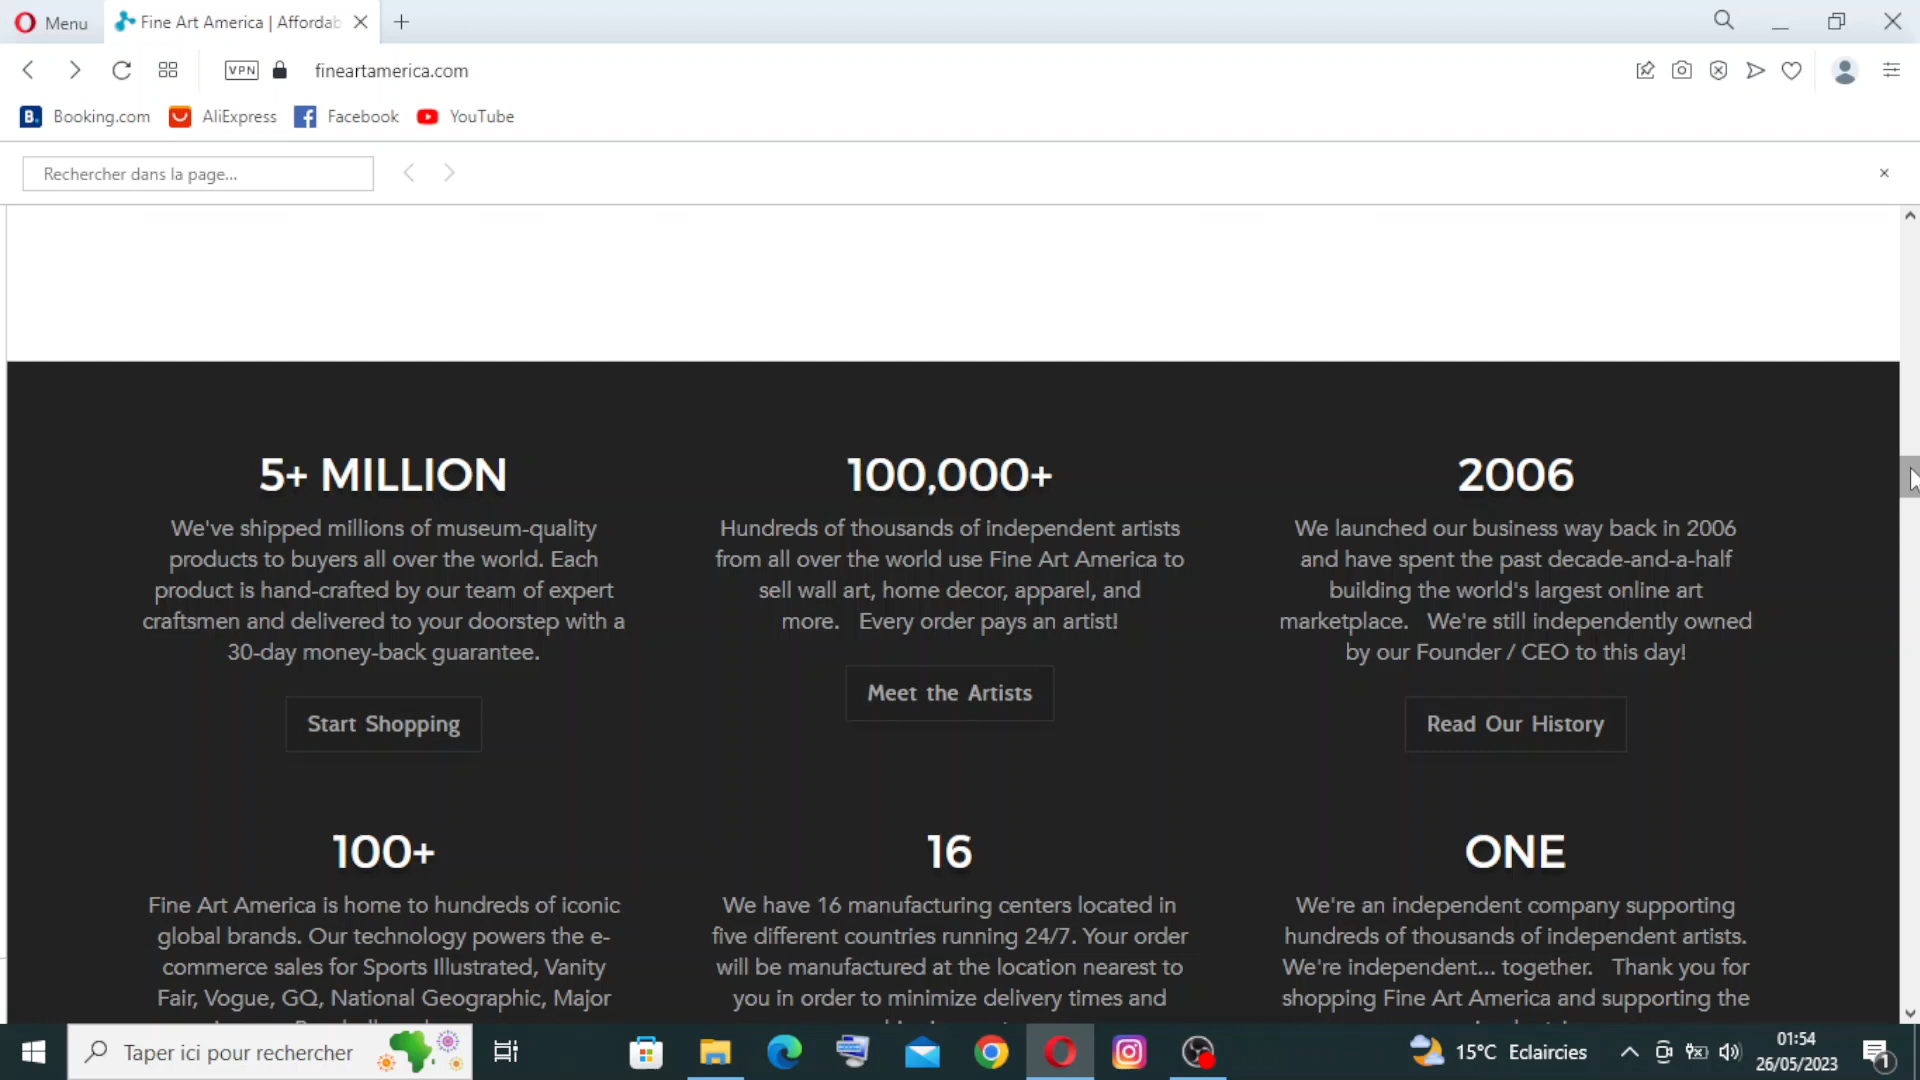 Menu
Fine Art America | Affordab
VPN
fineartamerica.com
B. Booking.com AliExpress Facebook YouTube
Rechercher dans la page...
5+ MILLION
We've shipped millions of museum-quality
products to buyers all over the world. Each
product is hand-crafted by our team of expert
craftsmen and delivered to your doorstep with a
30-day money-back guarantee.
Start Shopping
100,000+
Hundreds of thousands of independent artists
from all over the world use Fine Art America to
sell wall art, home decor, apparel, and
more. Every order pays an artist!
Meet the Artists
2006
We launched our business way back in 2006
and have spent the past decade-and-a-half
building the world's largest online art
marketplace. We're still independently owned
by our Founder / CEO to this day!
Read Our History
100+
Fine Art America is home to hundreds of iconic
global brands. Our technology powers the e-
commerce sales for Sports Illustrated, Vanity
Fair, Vogue, GQ, National Geographic, Major
16
We have 16 manufacturing centers located in
five different countries running 24/7. Your order
will be manufactured at the location nearest to
you in order to minimize delivery times and
ONE
We're an independent company supporting
hundreds of thousands of independent artists.
We're independent... together. Thank you for
shopping Fine Art America and supporting the
Taper ici pour rechercher
15°C Eclaircies
01:54
26/05/2023
1